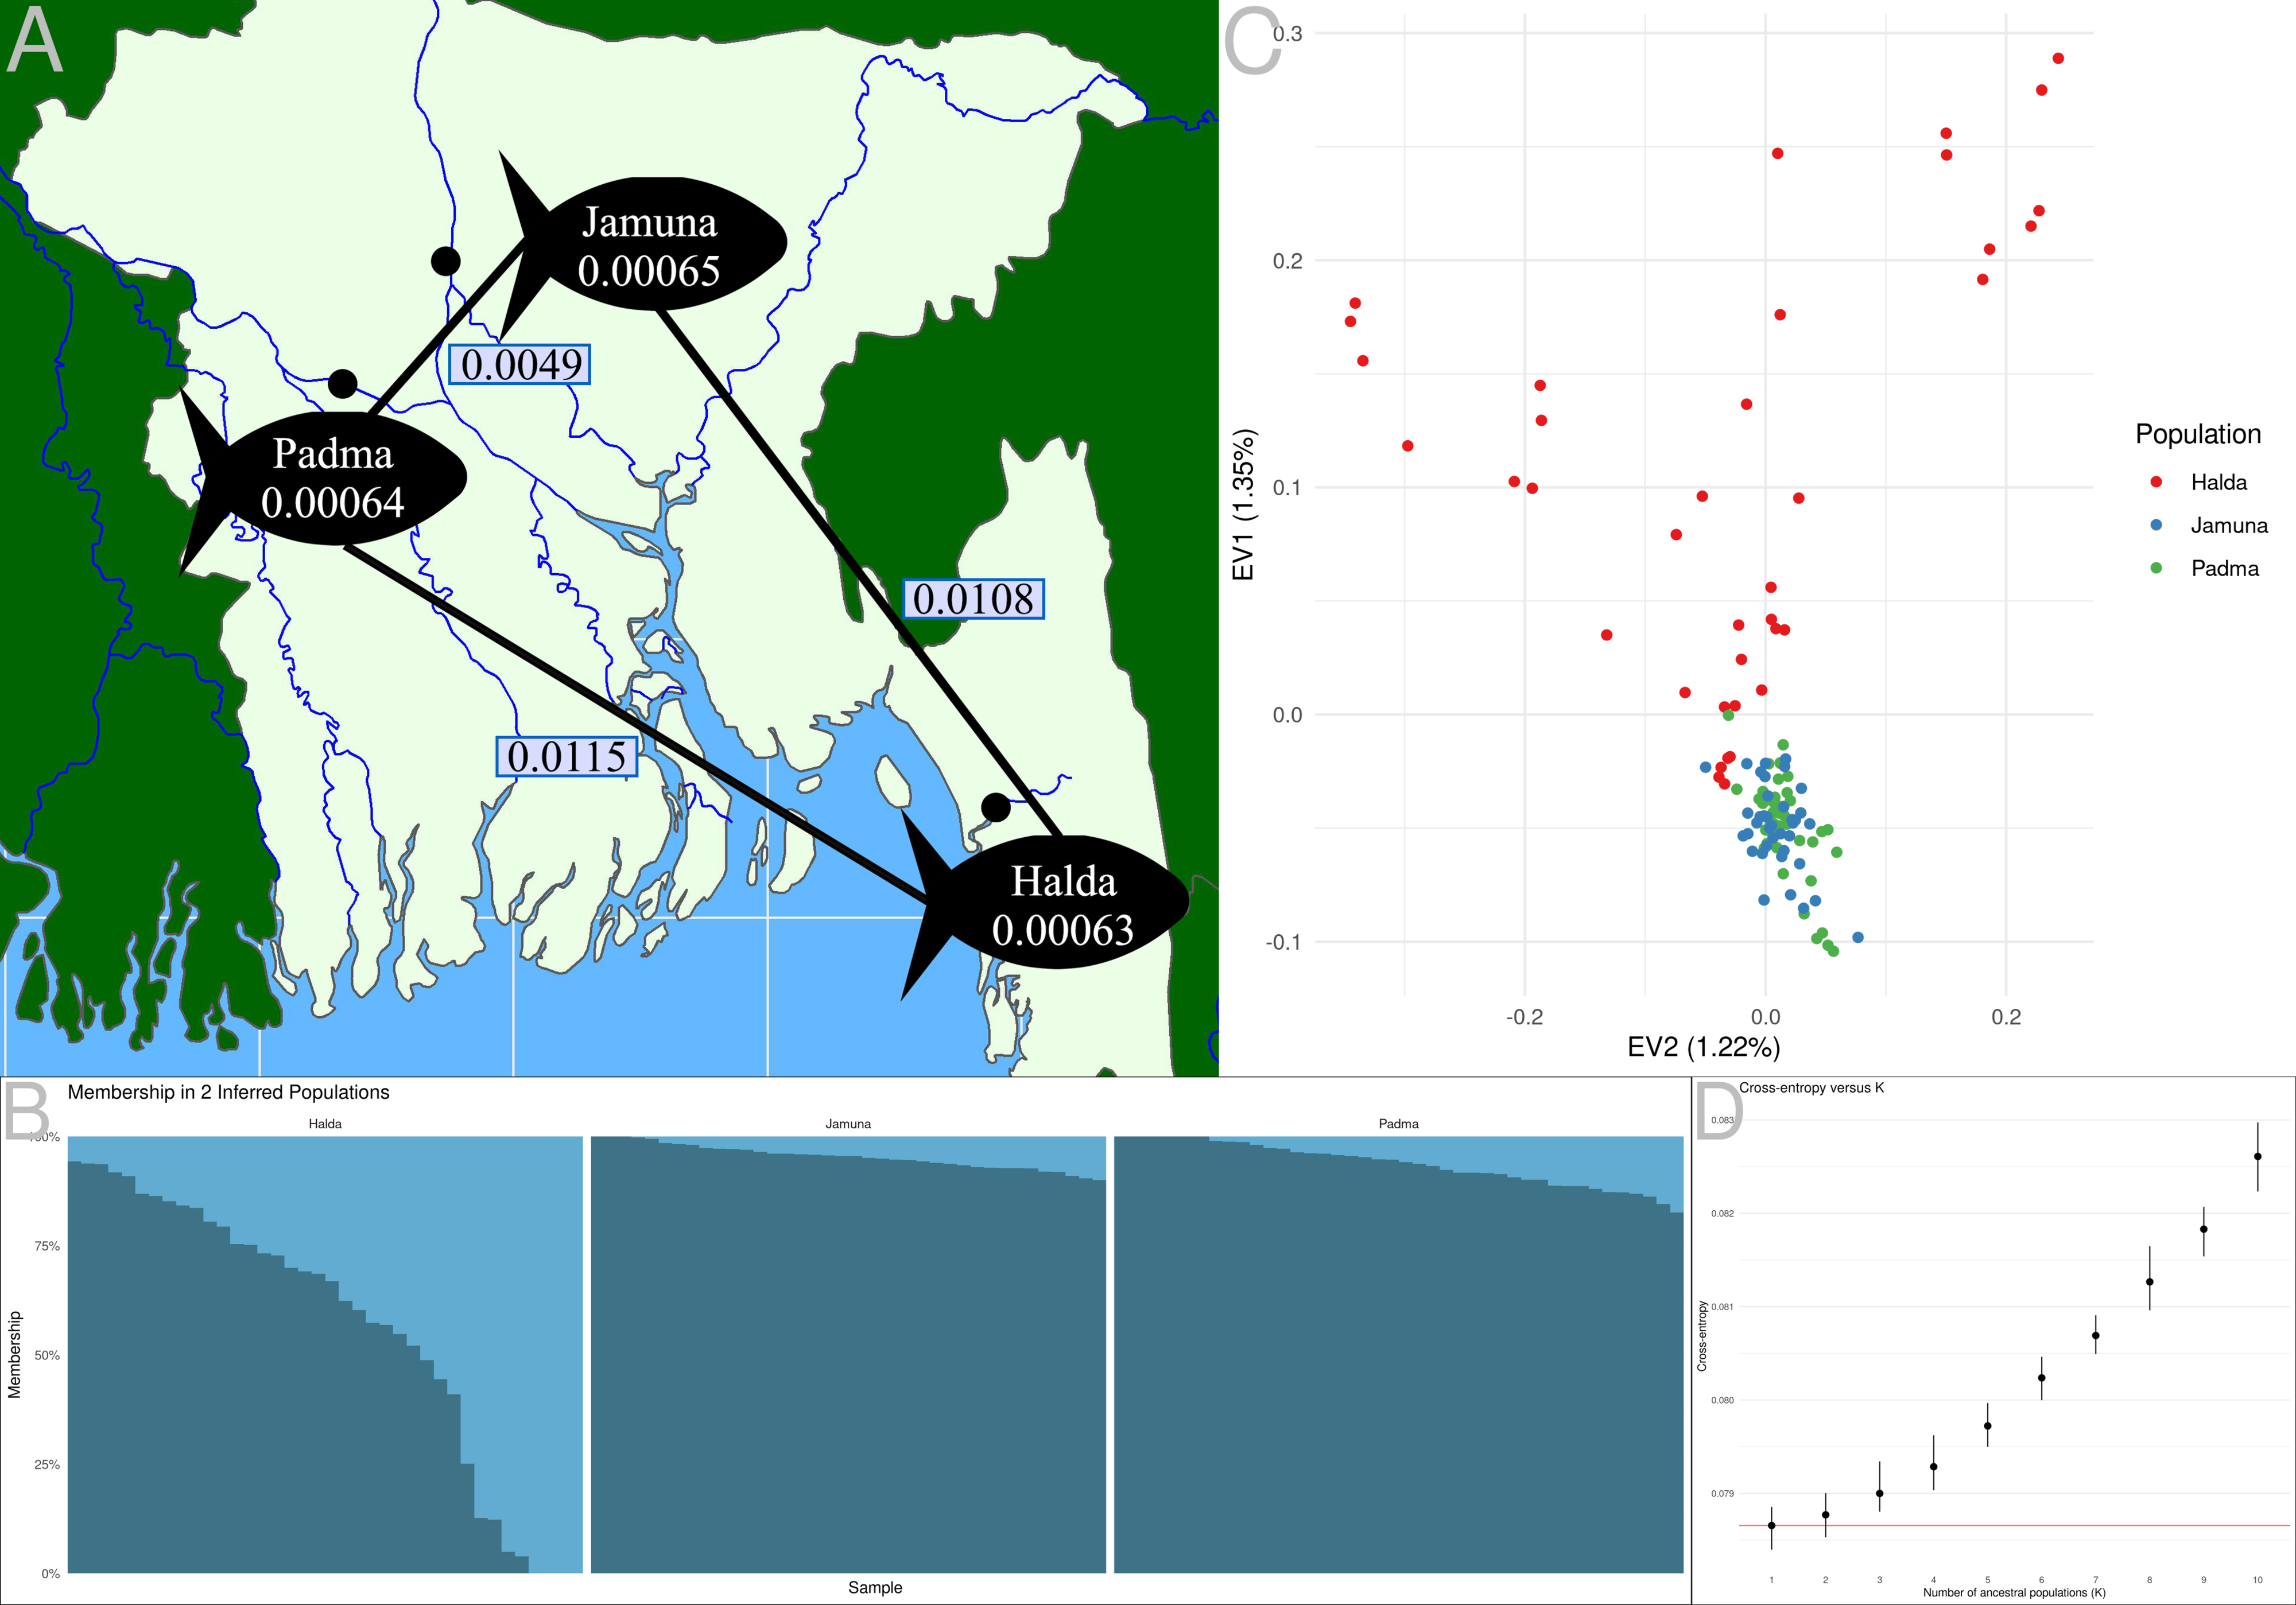 A
Jamuna
0.00065
0.0049
Padma
0.00064
0.0108
0.0115
Halda
0.00063
C
0.3
0.2
0.1
0.0
-0.1
EV1 (1.35%)
-0.2
0.0
0.2
EV2 (1.22%)
Population
Halda
Jamuna
Padma
B
Membership in 2 Inferred Populations
Halda
Jamuna
Padma
100%
75%
50%
25%
0%
Membership
Sample
D
Cross-entropy versus K
0.083
0.082
0.081
0.080
0.079
Cross-entropy
1
2
3
4
5
6
7
8
9
10
Number of ancestral populations (K)